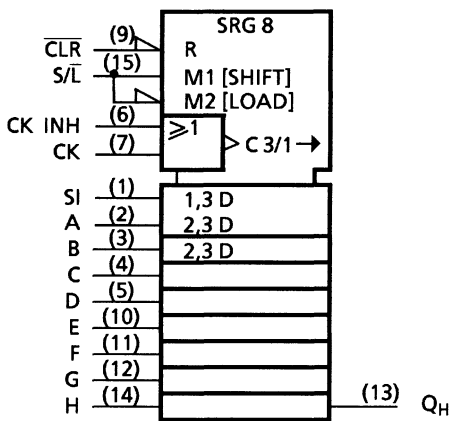 SRG 8
C̅L̅R̅ (9) R
S/L̅ (15) M1 [SHIFT]
M2 [LOAD]
CK INH (6) ≥1
CK (7) C 3/1→
SI (1) 1,3 D
A (2) 2,3 D
B (3) 2,3 D
C (4)
D (5)
E (10)
F (11)
G (12)
H (14) (13) QH